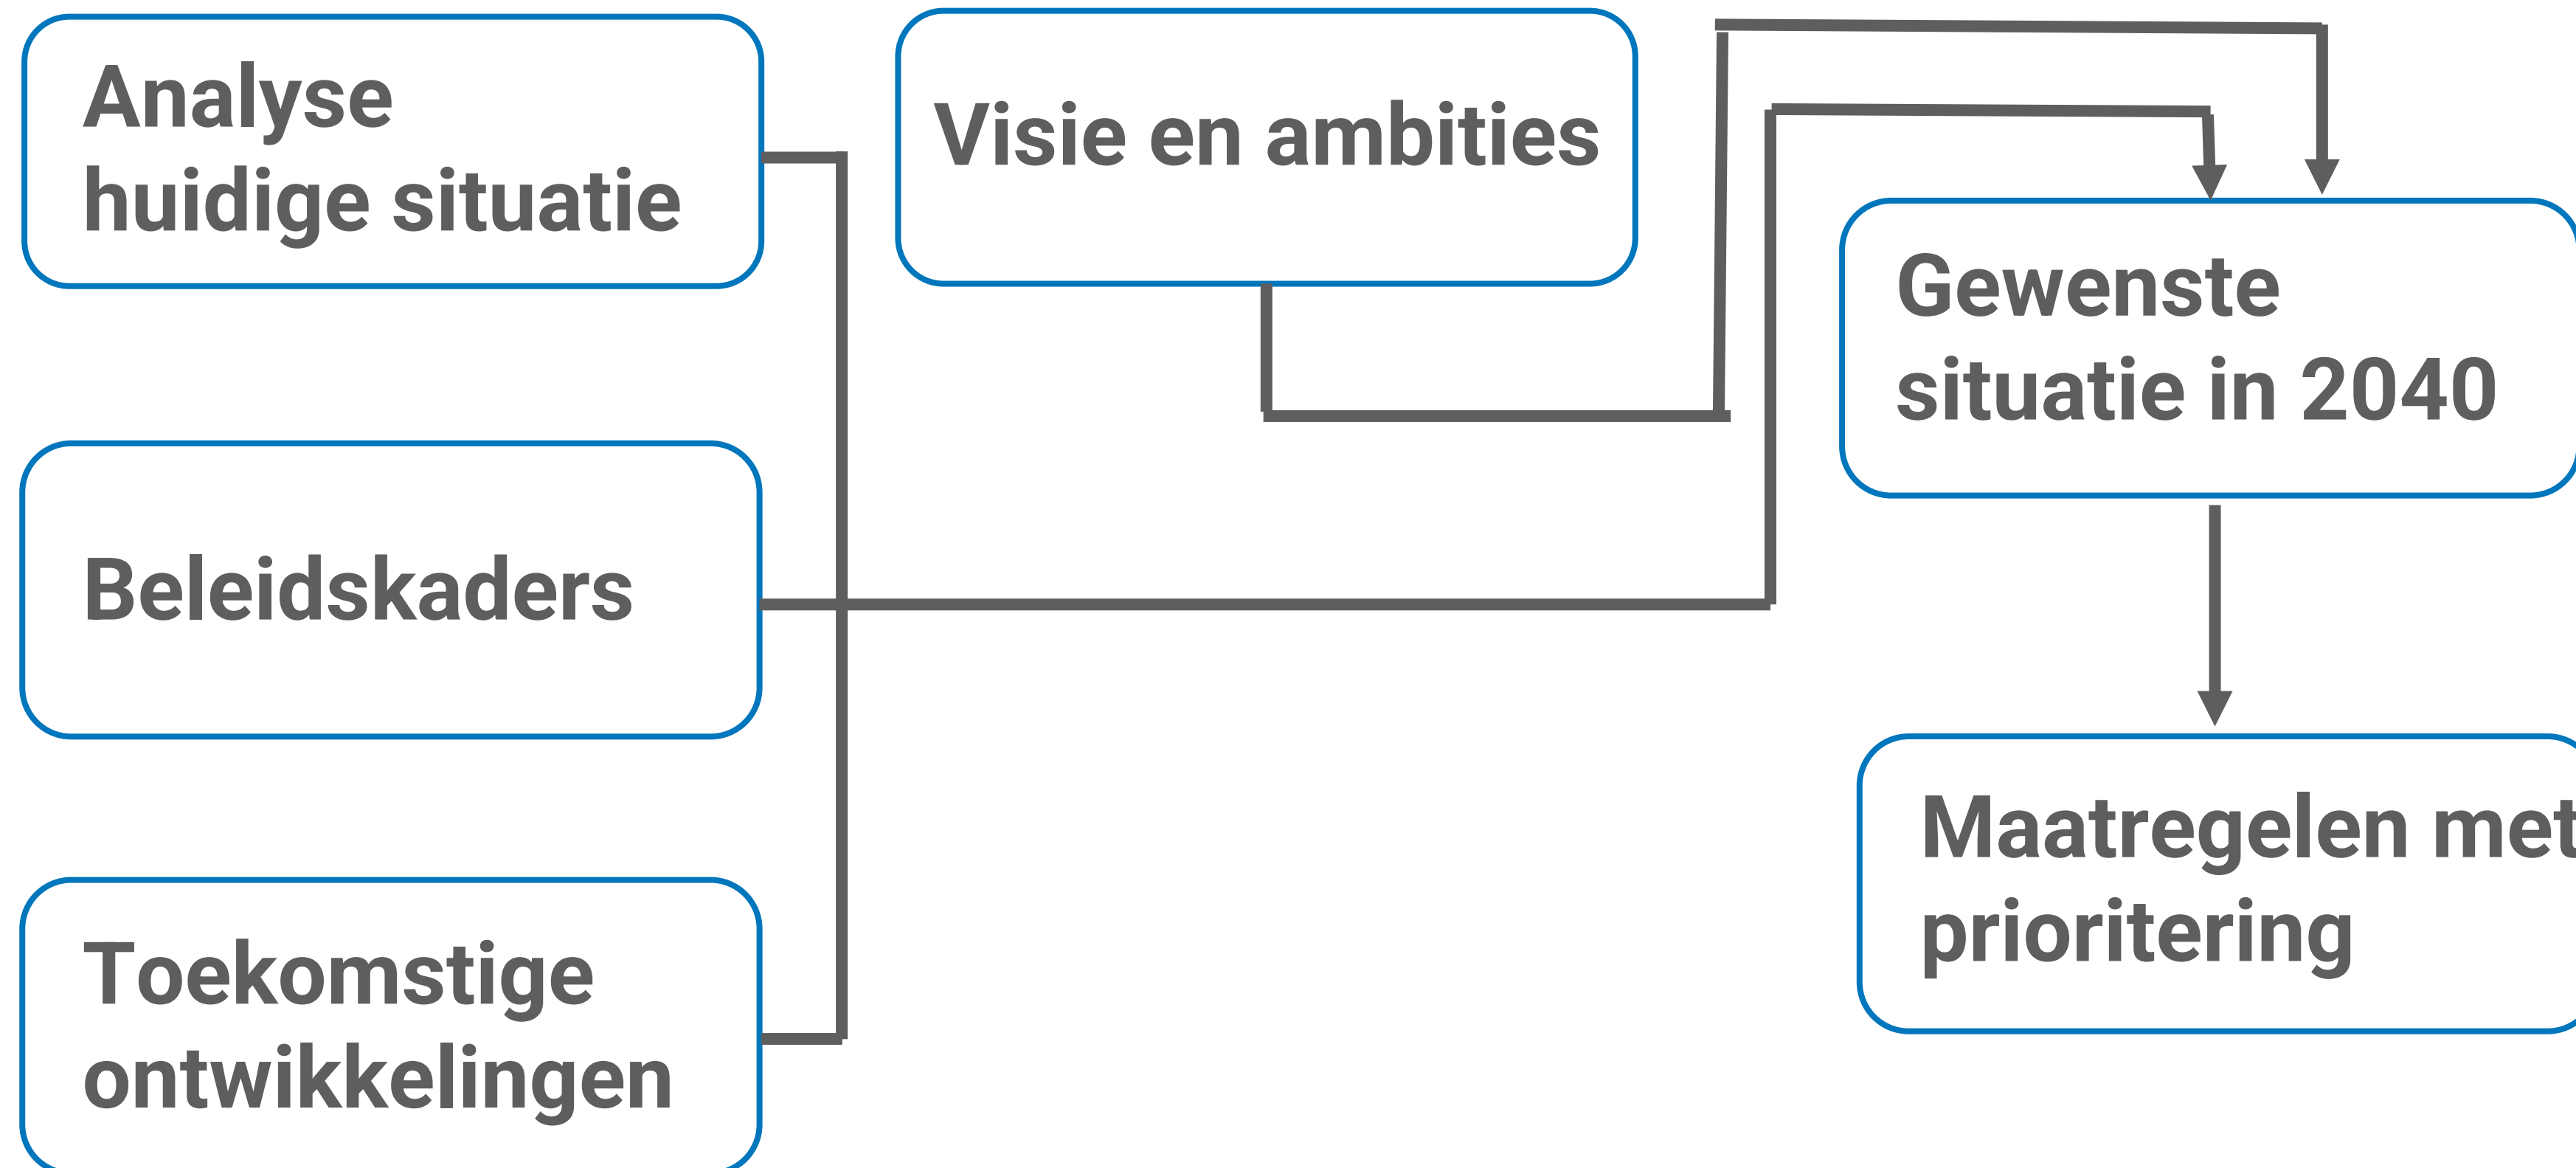 Analyse
huidige situatie
Visie en ambities
Gewenste
situatie in 2040
Beleidskaders
Maatregelen met
prioritering
Toekomstige
ontwikkelingen